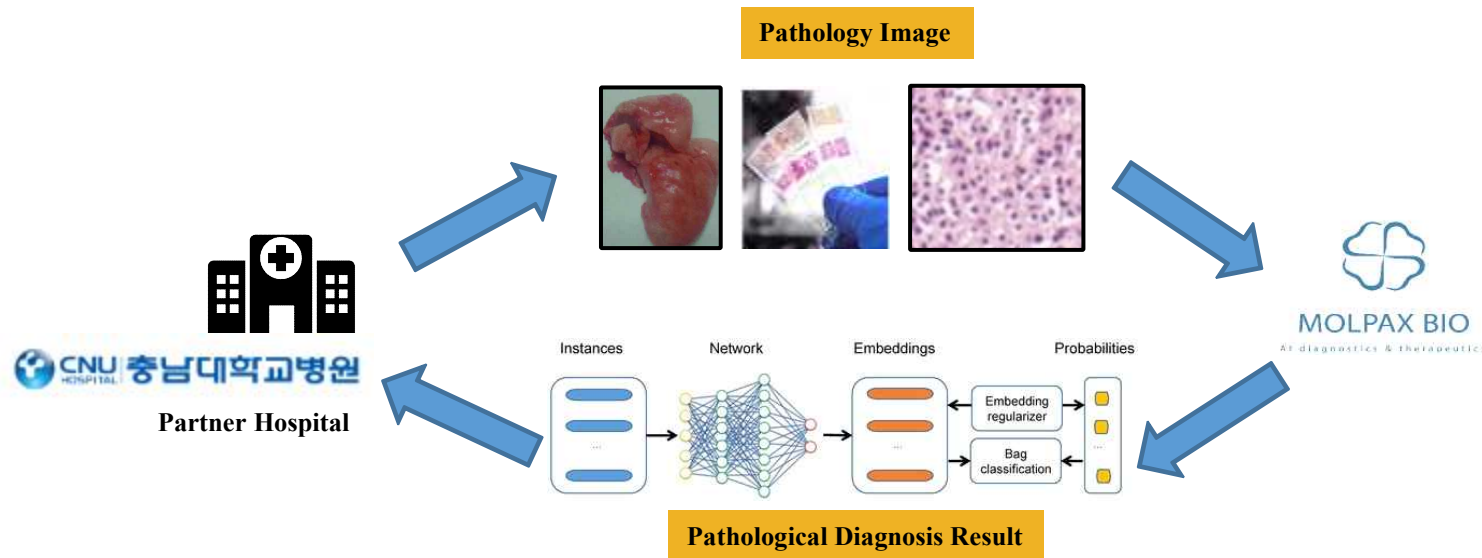 Pathology Image
CNU
HOSPITAL
충남대학교병원
Partner Hospital
MOLPAX BIO
AI diagnostics & therapeutic
Instances
Network
Embeddings
Probabilities
Embedding
regularizer
Bag
classification
...
...
...
Pathological Diagnosis Result